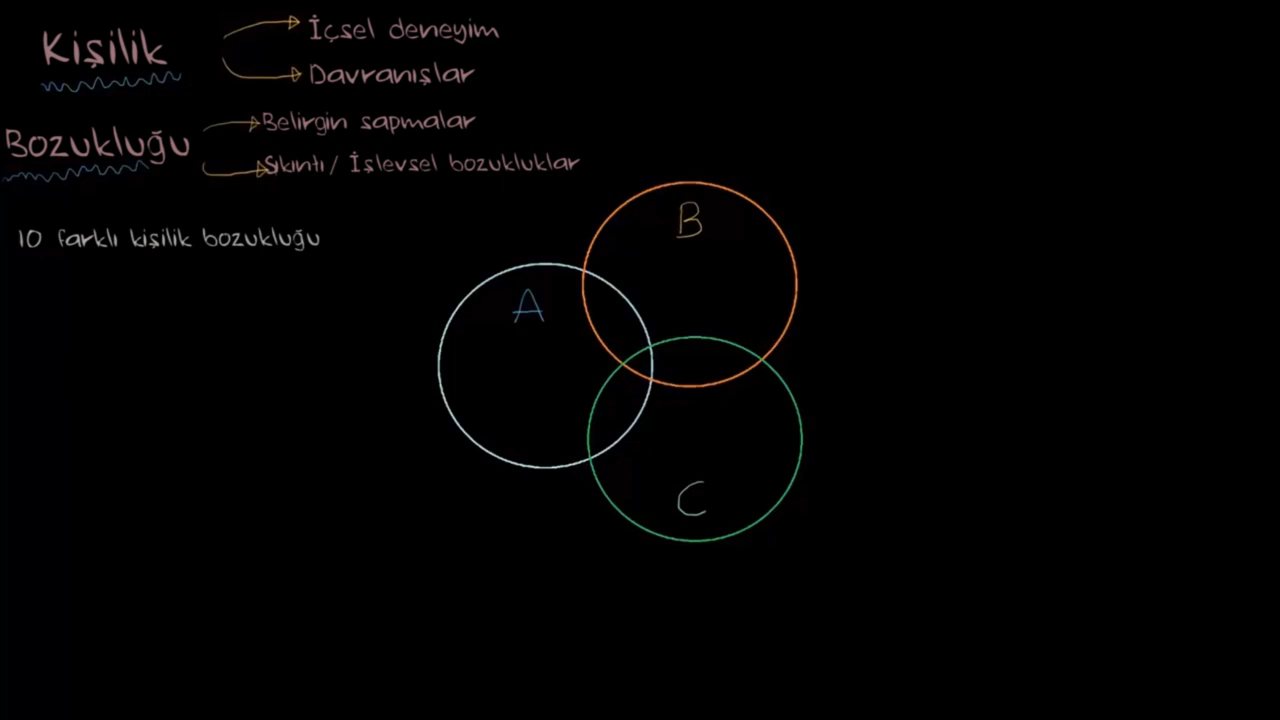 Kişilik
İçsel deneyim
Davranışlar
Bozukluğu
Belirgin sapmalar
Sıkıntı / İşlevsel bozukluklar
10 farklı kişilik bozukluğu
B
A
C